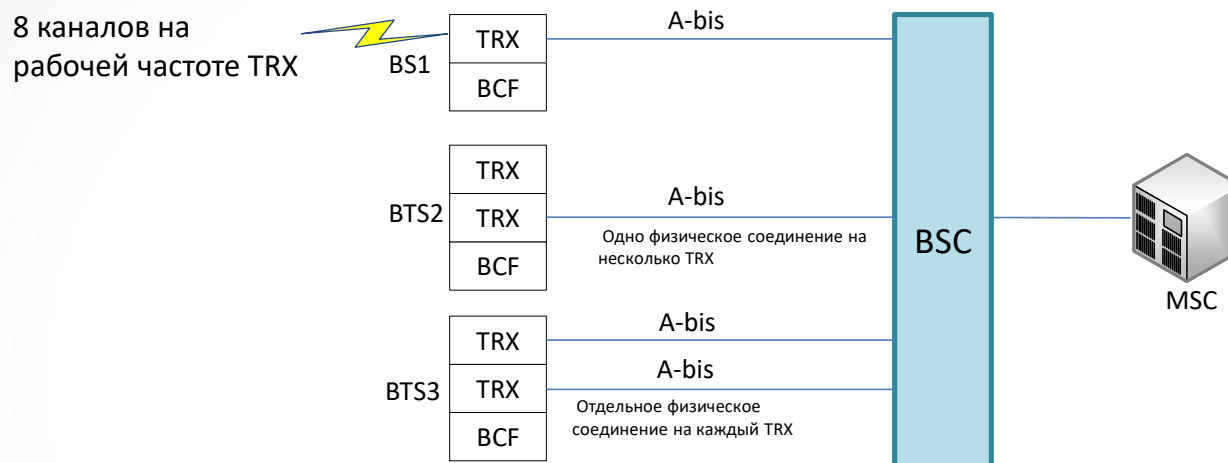 8 каналов на
рабочей частоте TRX
BS1
TRX
BCF
A-bis
BTS2
TRX
TRX
BCF
A-bis
Одно физическое соединение на
несколько TRX
BTS3
TRX
TRX
BCF
A-bis
A-bis
Отдельное физическое
соединение на каждый TRX
BSC
MSC